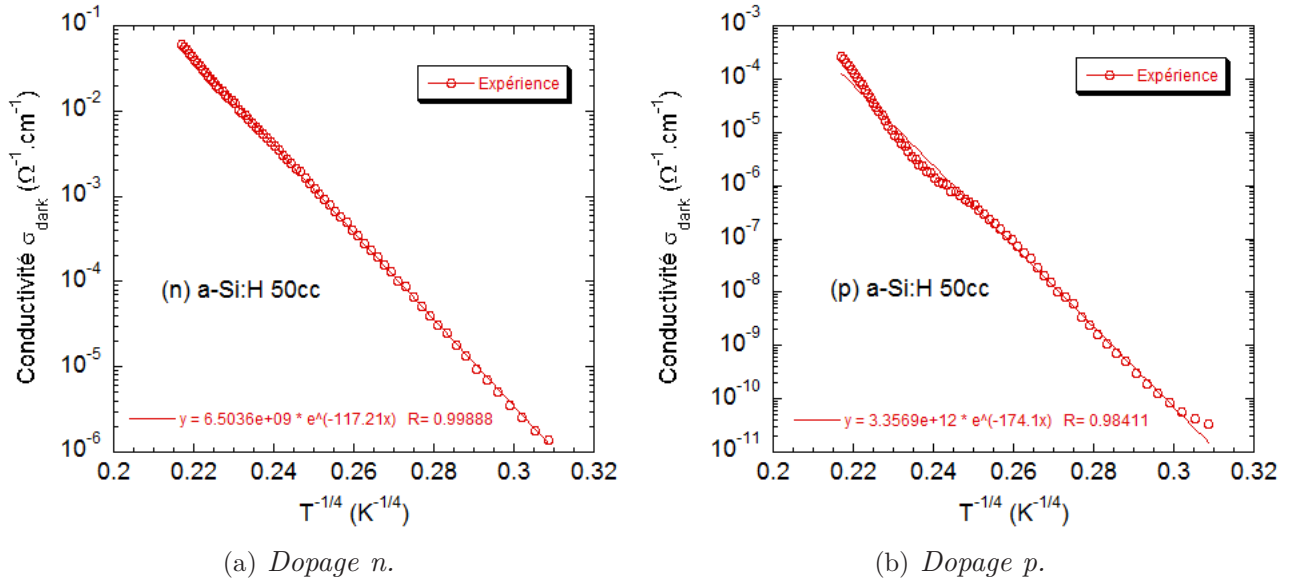 10^-1
10^-2
10^-3
10^-4
10^-5
10^-6
Conductivité σ_dark (Ω^-1.cm^-1)
Expérience
(n) a-Si:H 50cc
y = 6.5036e+09 * e^(-117.21x) R= 0.99888
0.2 0.22 0.24 0.26 0.28 0.3 0.32
T^-1/4 (K^-1/4)
(a) Dopage n.
10^-3
10^-4
10^-5
10^-6
10^-7
10^-8
10^-9
10^-10
10^-11
Conductivité σ_dark (Ω^-1.cm^-1)
Expérience
(p) a-Si:H 50cc
y = 3.3569e+12 * e^(-174.1x) R= 0.98411
0.2 0.22 0.24 0.26 0.28 0.3 0.32
T^-1/4 (K^-1/4)
(b) Dopage p.